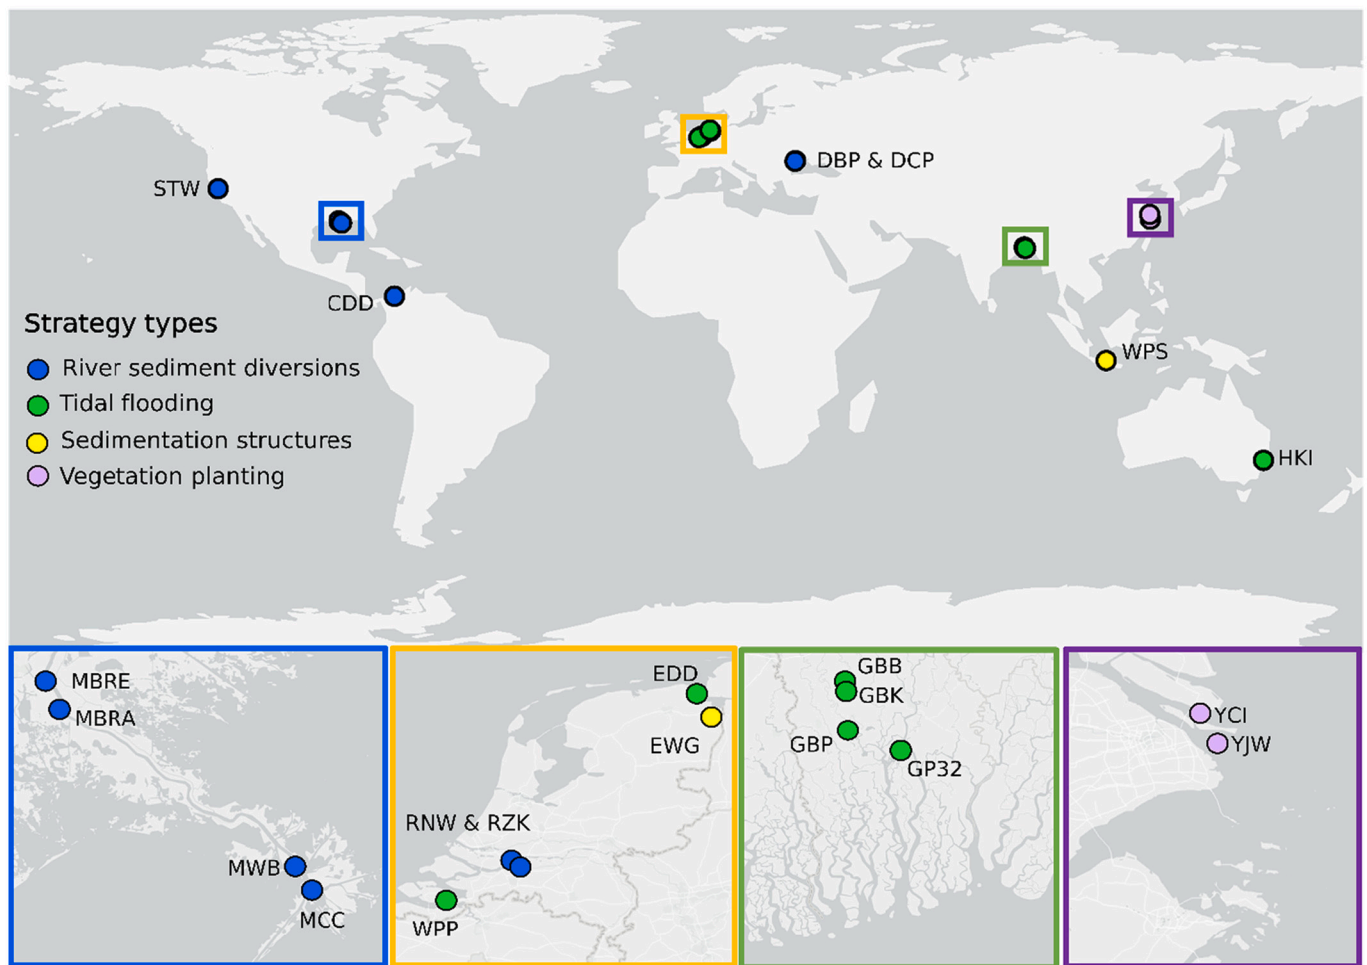 DBP & DCP
STW
CDD
WPS
HKI
Strategy types
River sediment diversions
Tidal flooding
Sedimentation structures
Vegetation planting
MBRE
MBRA
MWB
MCC
EDD
EWG
RNW & RZK
WPP
GBB
GBK
GBP
GP32
YCI
YJW